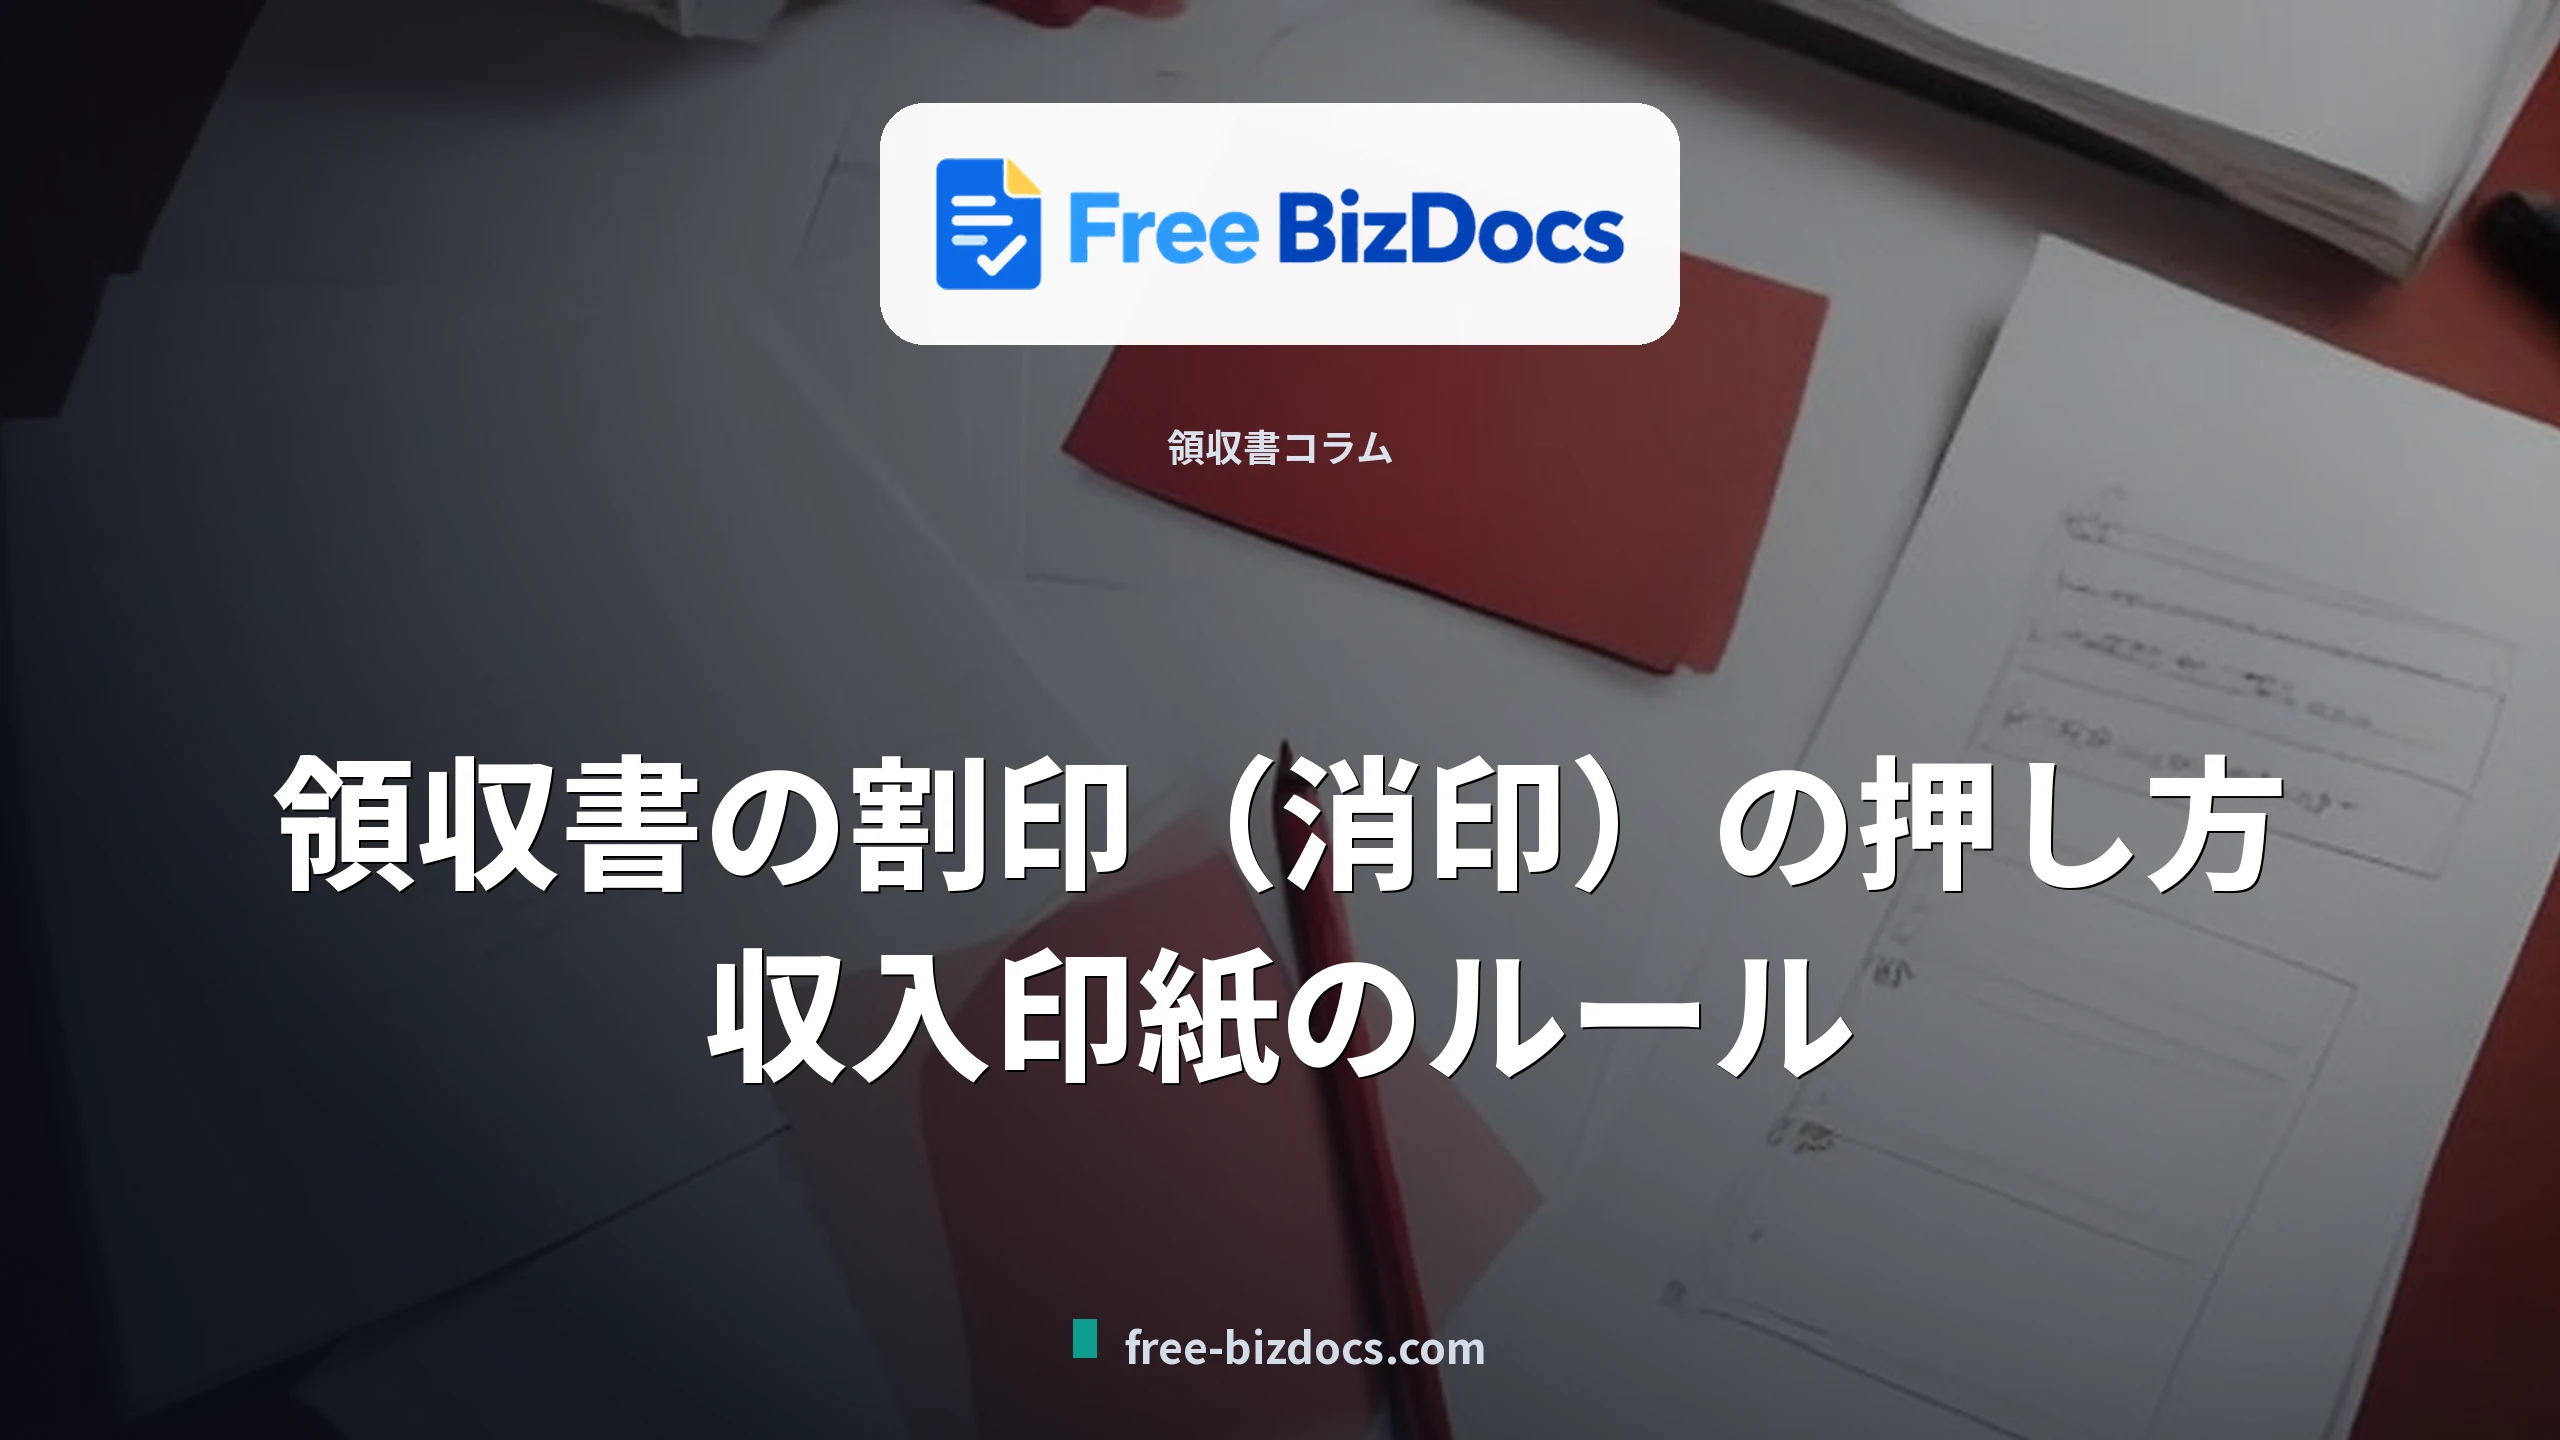 Free BizDocs
領収書コラム
領収書の割印（消印）の押し方
収入印紙のルール
free-bizdocs.com